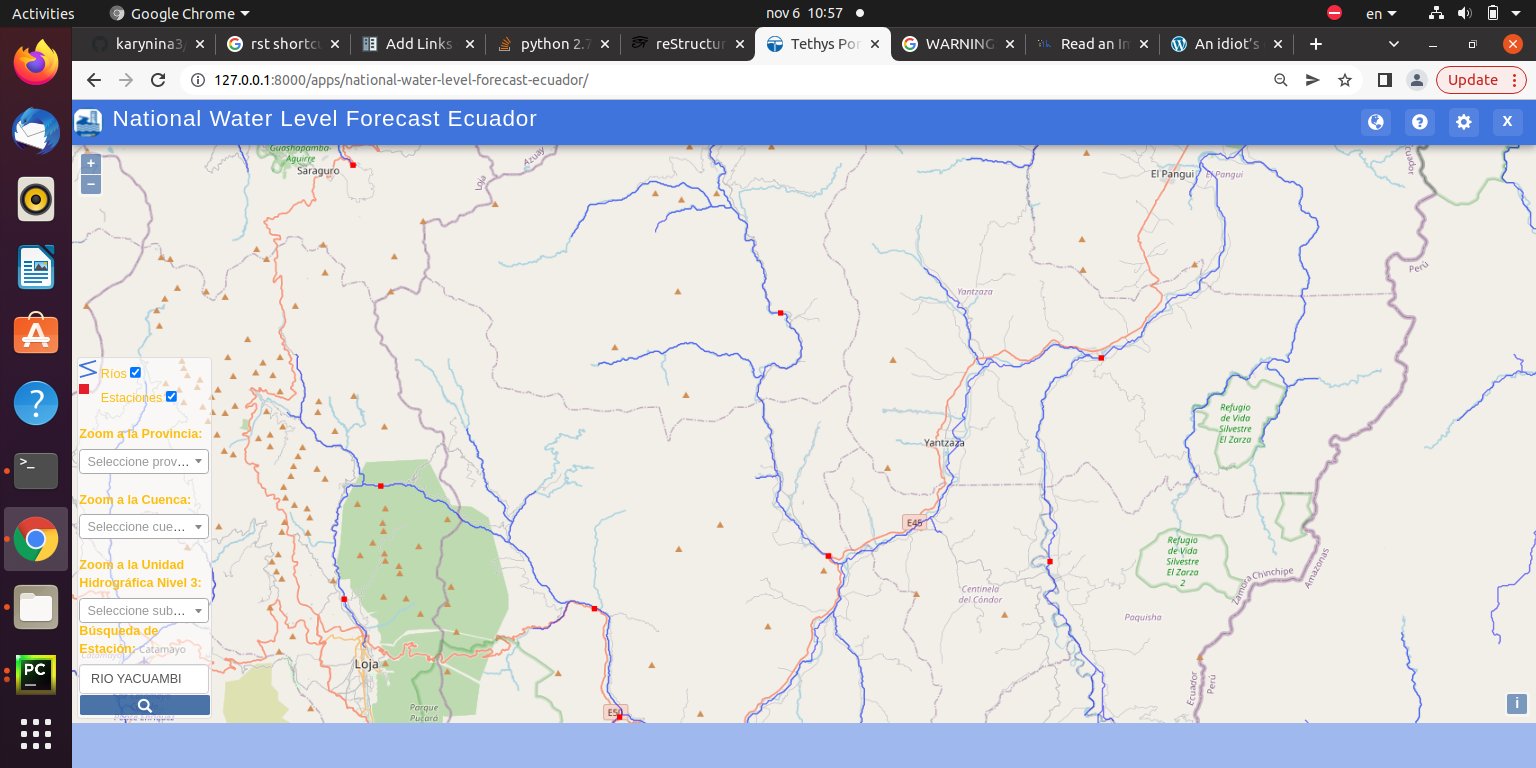 Activities
Google Chrome
nov 6 10:57
en
karynina3/
rst shortcu
Add Links
python 2.7
reStructur
Tethys Por
WARNING
Read an Im
An idiot's
127.0.0.1:8000/apps/national-water-level-forecast-ecuador/
Update
National Water Level Forecast Ecuador
X
+
−
Guashapamba-
Aguirre
Saraguro
Azuay
Loja
El Pangui
El Pangui
Ecuador
Perú
Yantzaza
Ríos
Estaciones
Zoom a la Provincia:
Seleccione prov...
Zoom a la Cuenca:
Seleccione cue...
Zoom a la Unidad
Hidrográfica Nivel 3:
Seleccione sub...
Búsqueda de
Estación:
Catamayo
RIO YACUAMBI
Refugio
de Vida
Silvestre
El Zarza
Yantzaza
E45
Refugio
de Vida
Silvestre
El Zarza
2
Zamora Chinchipe
Amazonas
Centinela
del Cóndor
Paquisha
Loja
Parque
Pucará
E50
Ecuador
Perú
i
PC